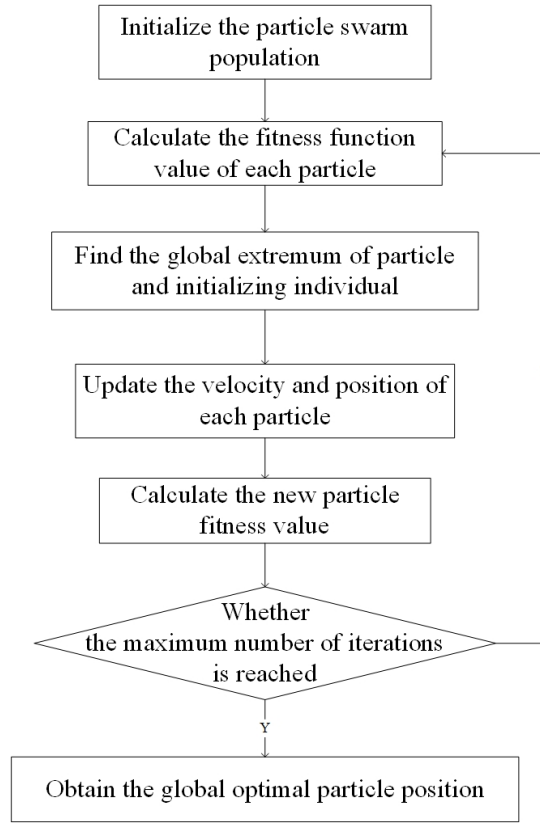 Initialize the particle swarm
population
Calculate the fitness function
value of each particle
Find the global extremum of particle
and initializing individual
Update the velocity and position of
each particle
Calculate the new particle
fitness value
Whether
the maximum number of iterations
is reached
Y
Obtain the global optimal particle position